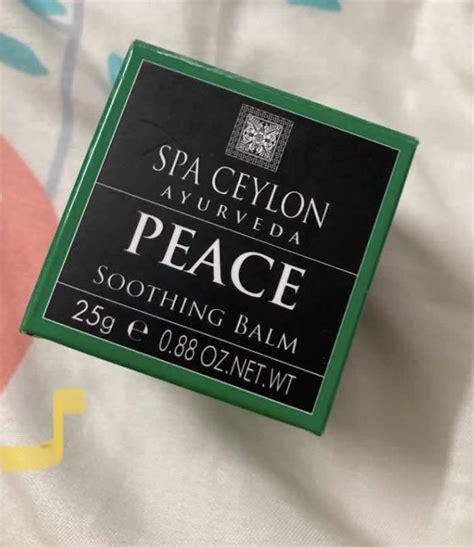 SPA CEYLON
AYURVEDA
PEACE
SOOTHING BALM
25g ℮ 0.88 OZ.NET.WT